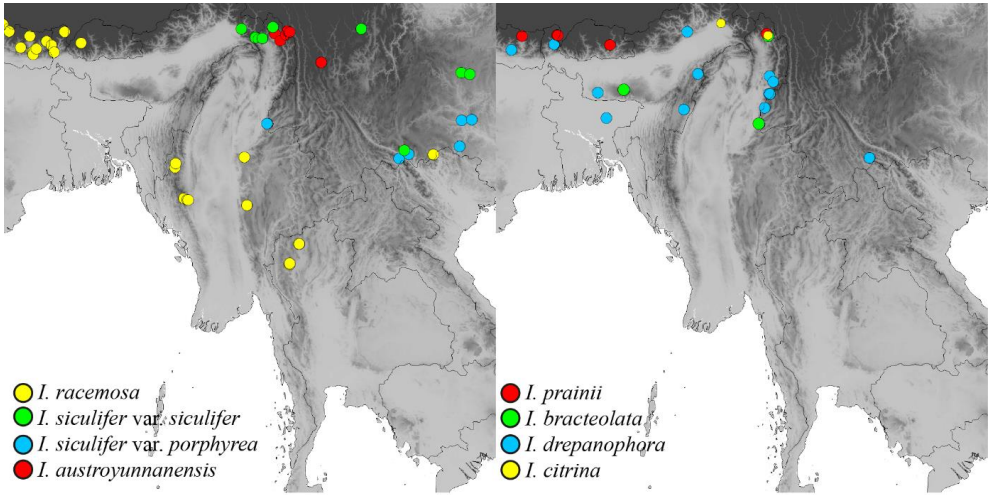 I. racemosa
I. siculifer var. siculifer
I. siculifer var. porphyrea
I. austroyunnanensis
I. prainii
I. bracteolata
I. drepanophora
I. citrina